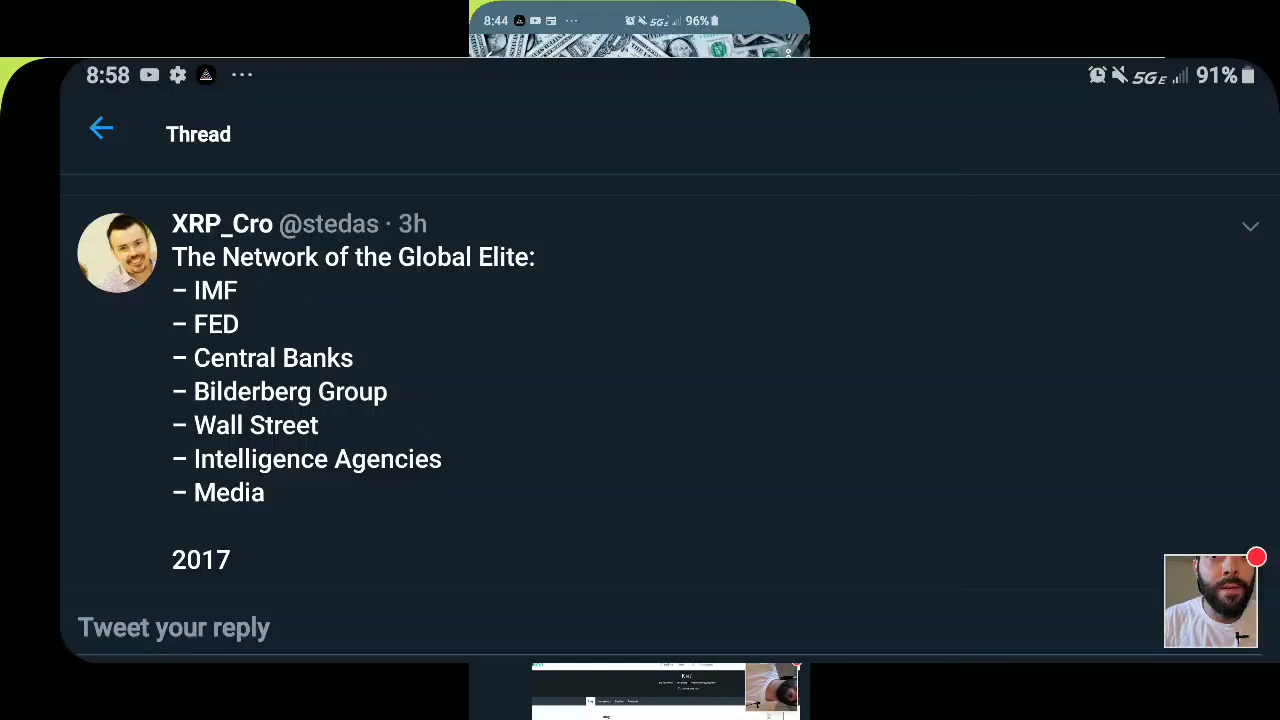 8:44 96%
8:58 5GE 91%
Thread
XRP_Cro @stedas · 3h
The Network of the Global Elite:
– IMF
– FED
– Central Banks
– Bilderberg Group
– Wall Street
– Intelligence Agencies
– Media
2017
Tweet your reply